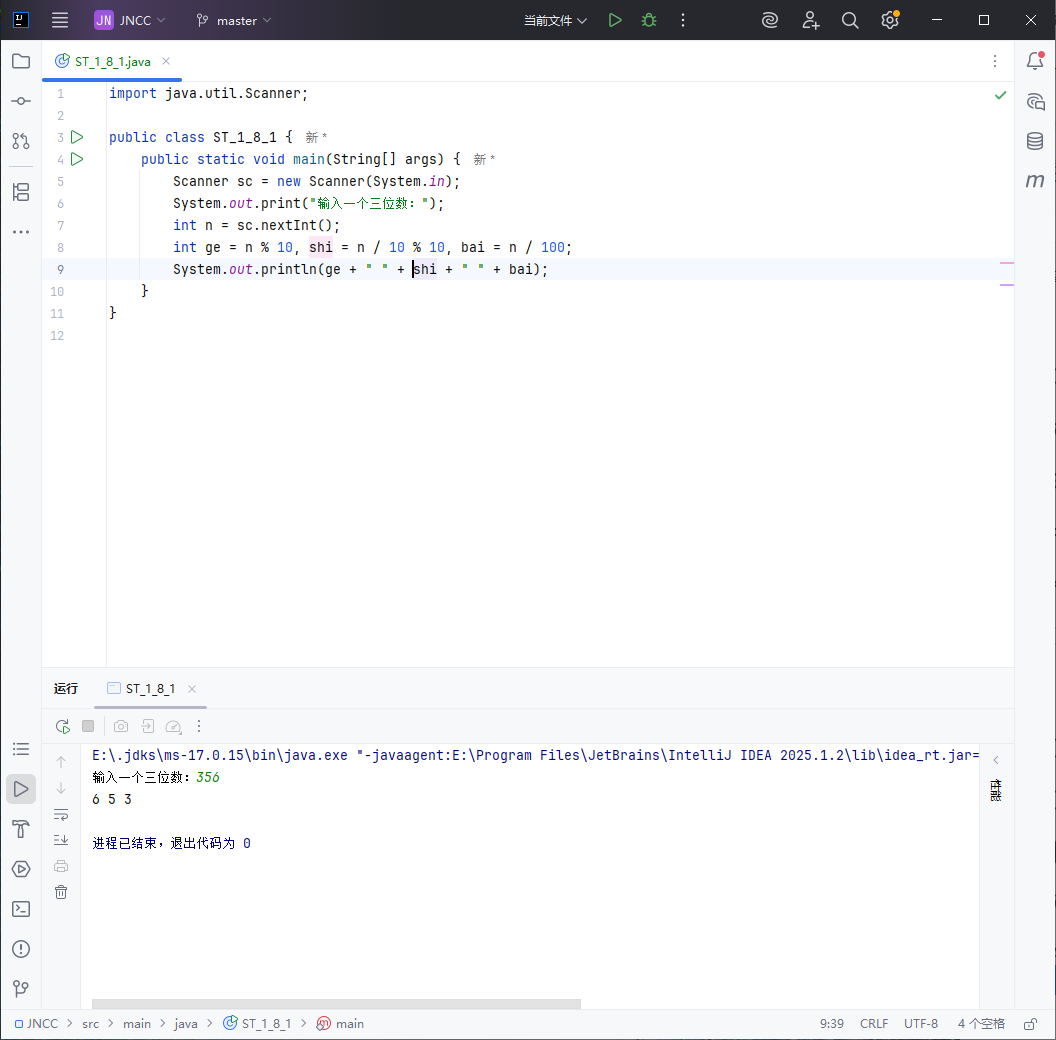 JN JNCC master 当前文件
ST_1_8_1.java
1 import java.util.Scanner;
2
3 public class ST_1_8_1 { 新 *
4 public static void main(String[] args) { 新 *
5 Scanner sc = new Scanner(System.in);
6 System.out.print("输入一个三位数：");
7 int n = sc.nextInt();
8 int ge = n % 10, shi = n / 10 % 10, bai = n / 100;
9 System.out.println(ge + " " + shi + " " + bai);
10 }
11 }
12
运行 ST_1_8_1
E:\.jdks\ms-17.0.15\bin\java.exe "-javaagent:E:\Program Files\JetBrains\IntelliJ IDEA 2025.1.2\lib\idea_rt.jar=
输入一个三位数：356
6 5 3
进程已结束，退出代码为 0
性能
JNCC > src > main > java > ST_1_8_1 > main 9:39 CRLF UTF-8 4 个空格